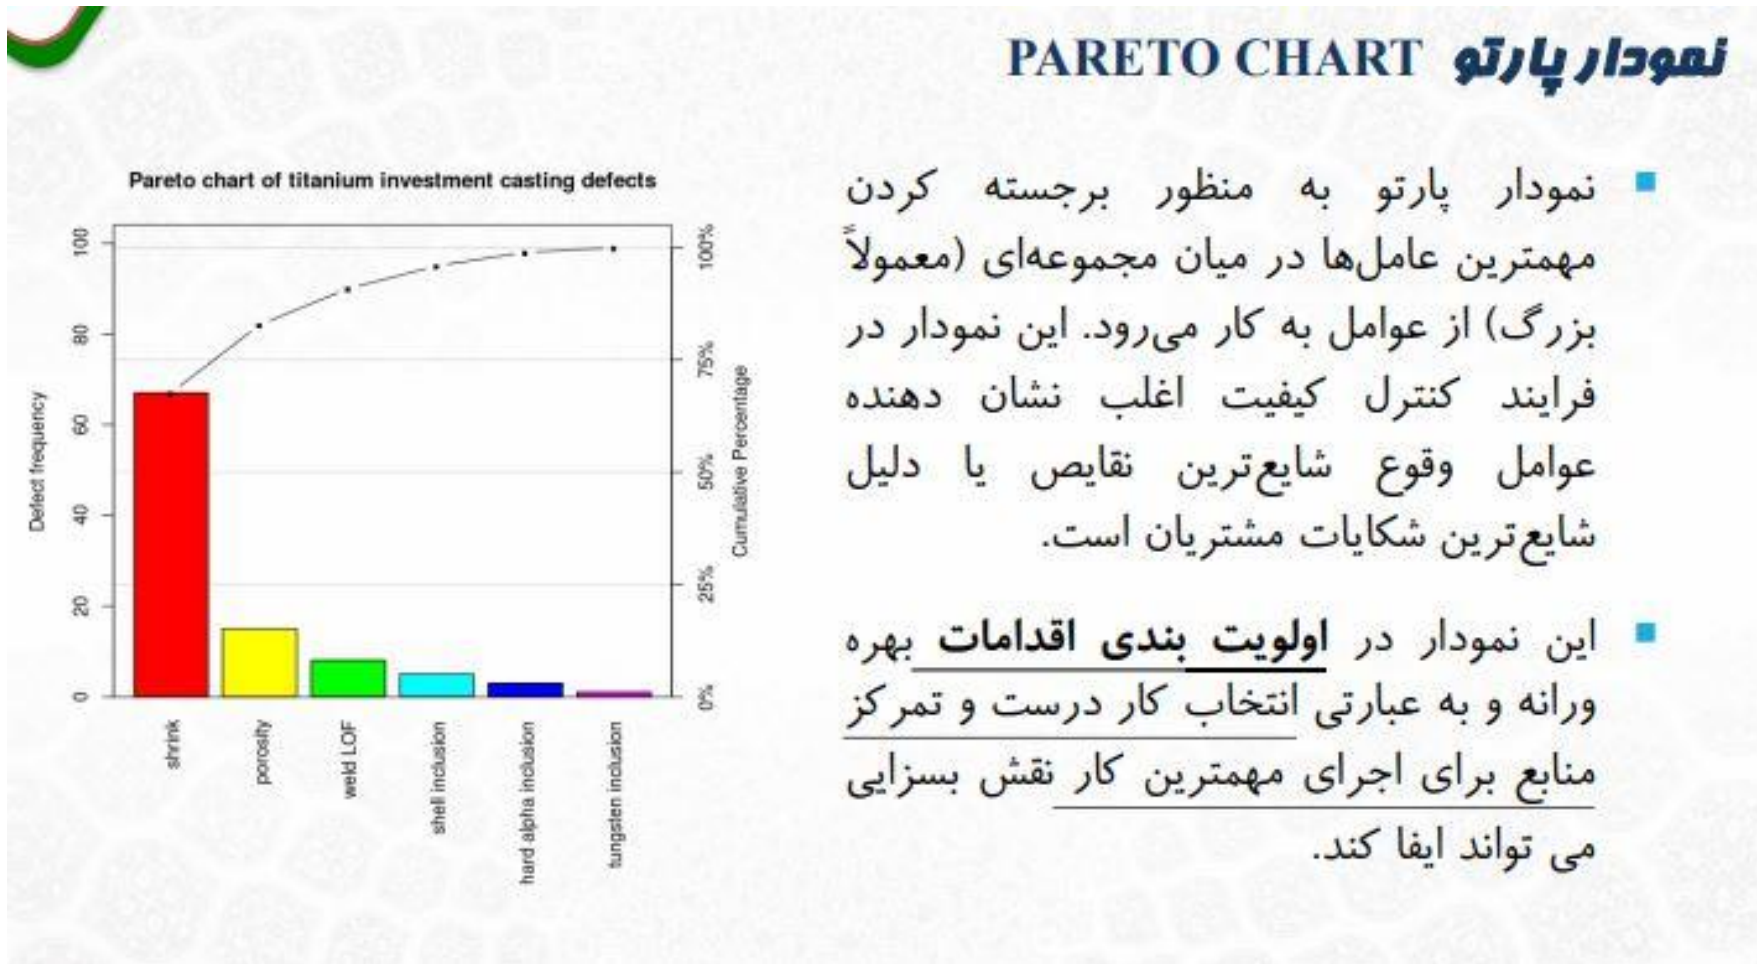 نمودار پارتو PARETO CHART
نمودار پارتو به منظور برجسته کردن
مهمترین عامل‌ها در میان مجموعه‌ای (معمولاً
بزرگ) از عوامل به کار می‌رود. این نمودار در
فرایند کنترل کیفیت اغلب نشان دهنده
عوامل وقوع شایع‌ترین نقایص یا دلیل
شایع‌ترین شکایات مشتریان است.
این نمودار در اولویت بندی اقدامات بهره
ورانه و به عبارتی انتخاب کار درست و تمرکز
منابع برای اجرای مهمترین کار نقش بسزایی
می تواند ایفا کند.
Pareto chart of titanium investment casting defects
Defect frequency
100
80
60
40
20
0
100%
75%
50%
25%
0%
Cumulative Percentage
shrink
porosity
weld LOF
shell inclusion
hard alpha inclusion
tungsten inclusion